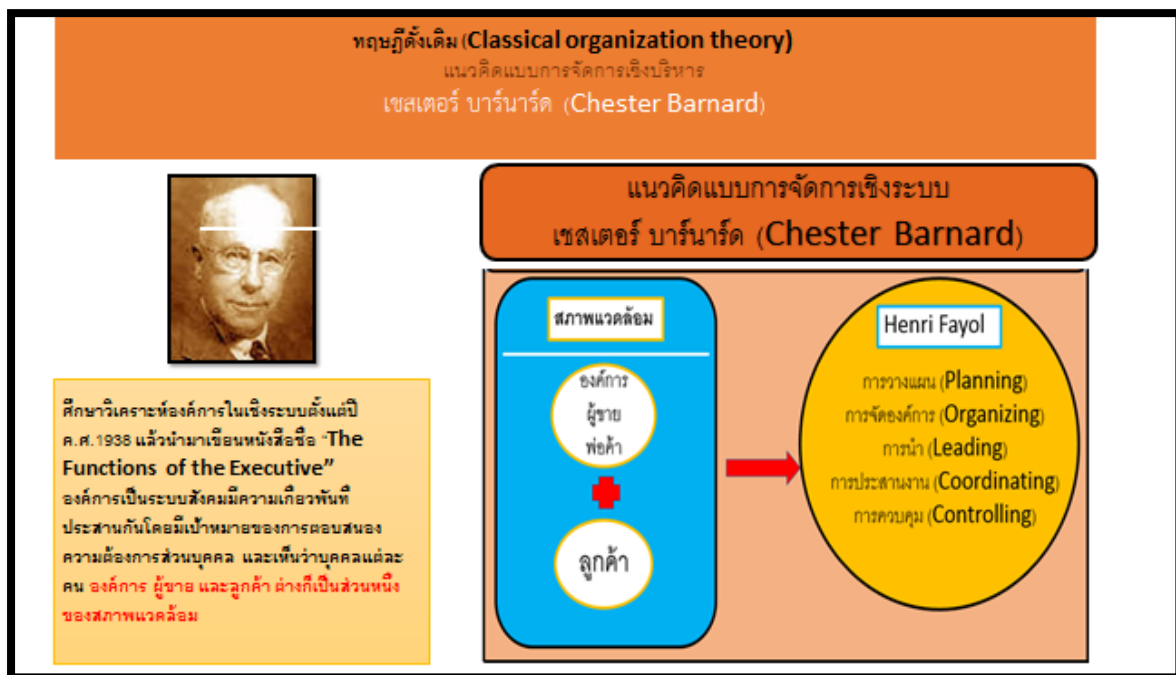 ทฤษฎีดั้งเดิม (Classical organization theory)
แนวคิดแบบการจัดการเชิงบริหาร
เชสเตอร์ บาร์นาร์ด (Chester Barnard)
ศึกษาวิเคราะห์องค์การในเชิงระบบตั้งแต่ปี
ค.ศ.1938 แล้วนำมาเขียนหนังสือชื่อ "The
Functions of the Executive”
องค์การเป็นระบบสังคมมีความเกี่ยวพันที่
ประสานกันโดยมีเป้าหมายของการตอบสนอง
ความต้องการส่วนบุคคล และเห็นว่าบุคคลแต่ละ
คน องค์การ ผู้ขาย และลูกค้า ต่างก็เป็นส่วนหนึ่ง
ของสภาพแวดล้อม
แนวคิดแบบการจัดการเชิงระบบ
เชสเตอร์ บาร์นาร์ด (Chester Barnard)
สภาพแวดล้อม
องค์การ
ผู้ขาย
พ่อค้า
ลูกค้า
Henri Fayol
การวางแผน (Planning)
การจัดองค์การ (Organizing)
การนำ (Leading)
การประสานงาน (Coordinating)
การควบคุม (Controlling)